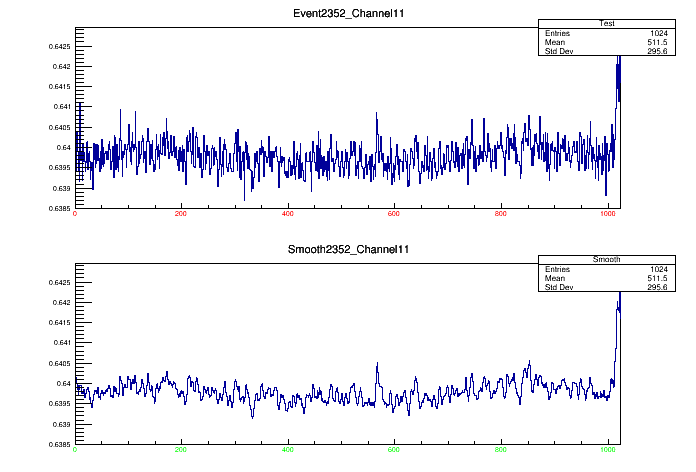 Event2352_Channel11
Test
Entries 1024
Mean 511.5
Std Dev 295.6
0.6425
0.642
0.6415
0.641
0.6405
0.64
0.6395
0.639
0.6385
0 200 400 600 800 1000
Smooth2352_Channel11
Smooth
Entries 1024
Mean 511.5
Std Dev 295.6
0.6425
0.642
0.6415
0.641
0.6405
0.64
0.6395
0.639
0.6385
0 200 400 600 800 1000